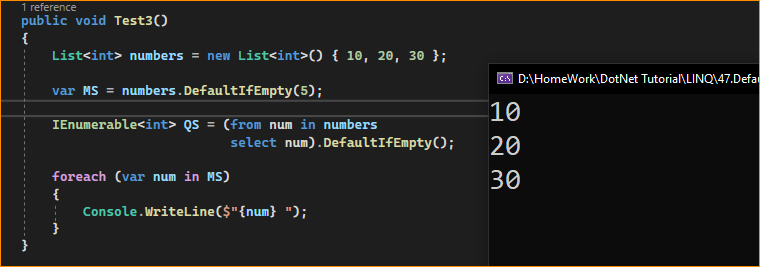 1 reference
public void Test3()
{
List<int> numbers = new List<int>() { 10, 20, 30 };
var MS = numbers.DefaultIfEmpty(5);
IEnumerable<int> QS = (from num in numbers
select num).DefaultIfEmpty();
foreach (var num in MS)
{
Console.WriteLine($"{num} ");
}
}
D:\HomeWork\DotNet Tutorial\LINQ\47.Defau
10
20
30